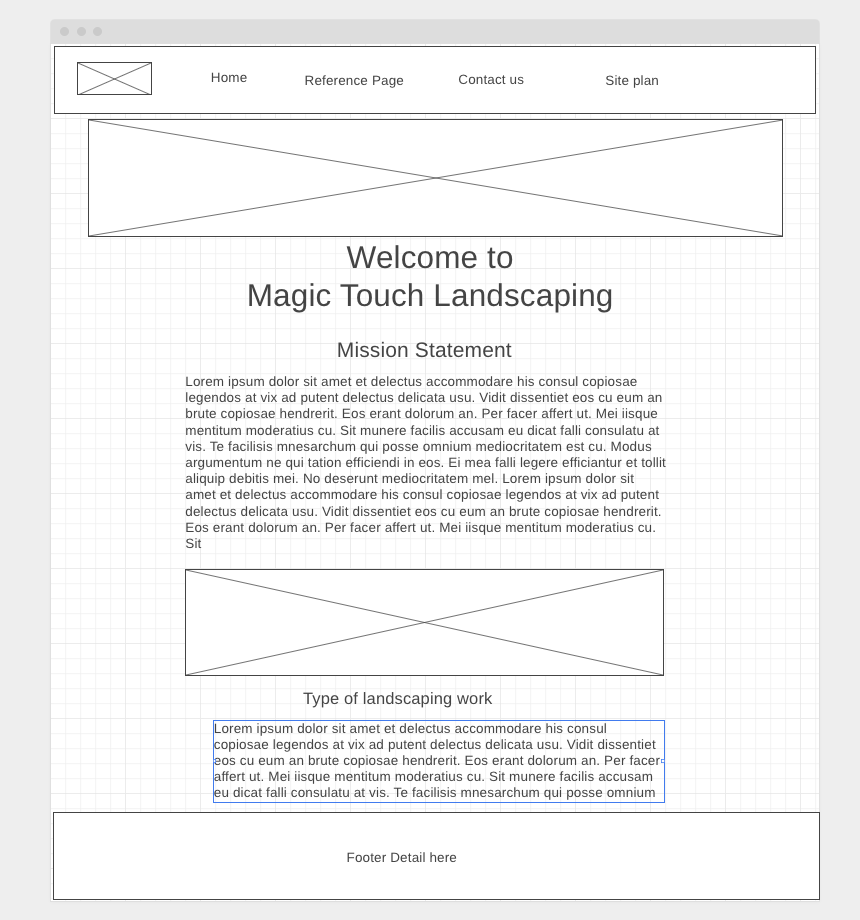 Home
Reference Page
Contact us
Site plan
Welcome to
Magic Touch Landscaping
Mission Statement
Lorem ipsum dolor sit amet et delectus accommodare his consul copiosae
legendos at vix ad putent delectus delicata usu. Vidit dissentiet eos cu eum an
brute copiosae hendrerit. Eos erant dolorum an. Per facer affert ut. Mei iisque
mentitum moderatius cu. Sit munere facilis accusam eu dicat falli consulatu at
vis. Te facilisis mnesarchum qui posse omnium mediocritatem est cu. Modus
argumentum ne qui tation efficiendi in eos. Ei mea falli legere efficiantur et tollit
aliquip debitis mei. No deserunt mediocritatem mel. Lorem ipsum dolor sit
amet et delectus accommodare his consul copiosae legendos at vix ad putent
delectus delicata usu. Vidit dissentiet eos cu eum an brute copiosae hendrerit.
Eos erant dolorum an. Per facer affert ut. Mei iisque mentitum moderatius cu.
Sit
Type of landscaping work
Lorem ipsum dolor sit amet et delectus accommodare his consul
copiosae legendos at vix ad putent delectus delicata usu. Vidit dissentiet
eos cu eum an brute copiosae hendrerit. Eos erant dolorum an. Per facer
affert ut. Mei iisque mentitum moderatius cu. Sit munere facilis accusam
eu dicat falli consulatu at vis. Te facilisis mnesarchum qui posse omnium
Footer Detail here